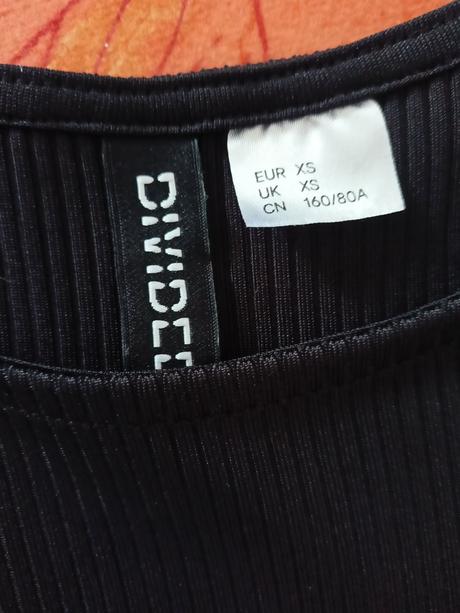 DIVIDED
EUR XS
UK XS
CN 160/80A